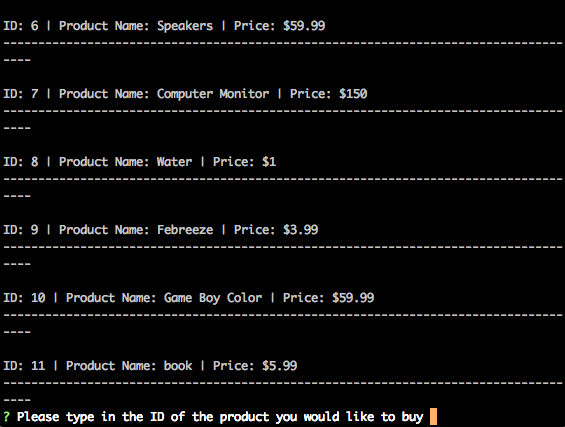 ID: 6 | Product Name: Speakers | Price: $59.99
--------------------------------------------------------------------------------
----
ID: 7 | Product Name: Computer Monitor | Price: $150
--------------------------------------------------------------------------------
----
ID: 8 | Product Name: Water | Price: $1
--------------------------------------------------------------------------------
----
ID: 9 | Product Name: Febreeze | Price: $3.99
--------------------------------------------------------------------------------
----
ID: 10 | Product Name: Game Boy Color | Price: $59.99
--------------------------------------------------------------------------------
----
ID: 11 | Product Name: book | Price: $5.99
--------------------------------------------------------------------------------
----
? Please type in the ID of the product you would like to buy